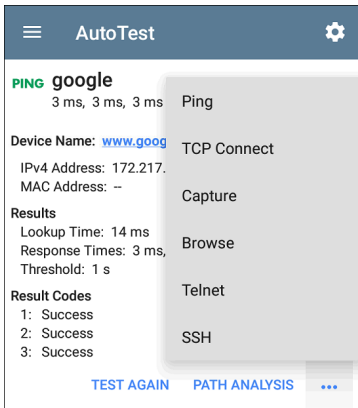 AutoTest
PING google
3 ms, 3 ms, 3 ms
Ping
Device Name: www.goog
TCP Connect
IPv4 Address: 172.217.
MAC Address: --
Capture
Results
Lookup Time: 14 ms
Browse
Response Times: 3 ms,
Threshold: 1 s
Telnet
Result Codes
1: Success
2: Success
SSH
3: Success
TEST AGAIN PATH ANALYSIS ...